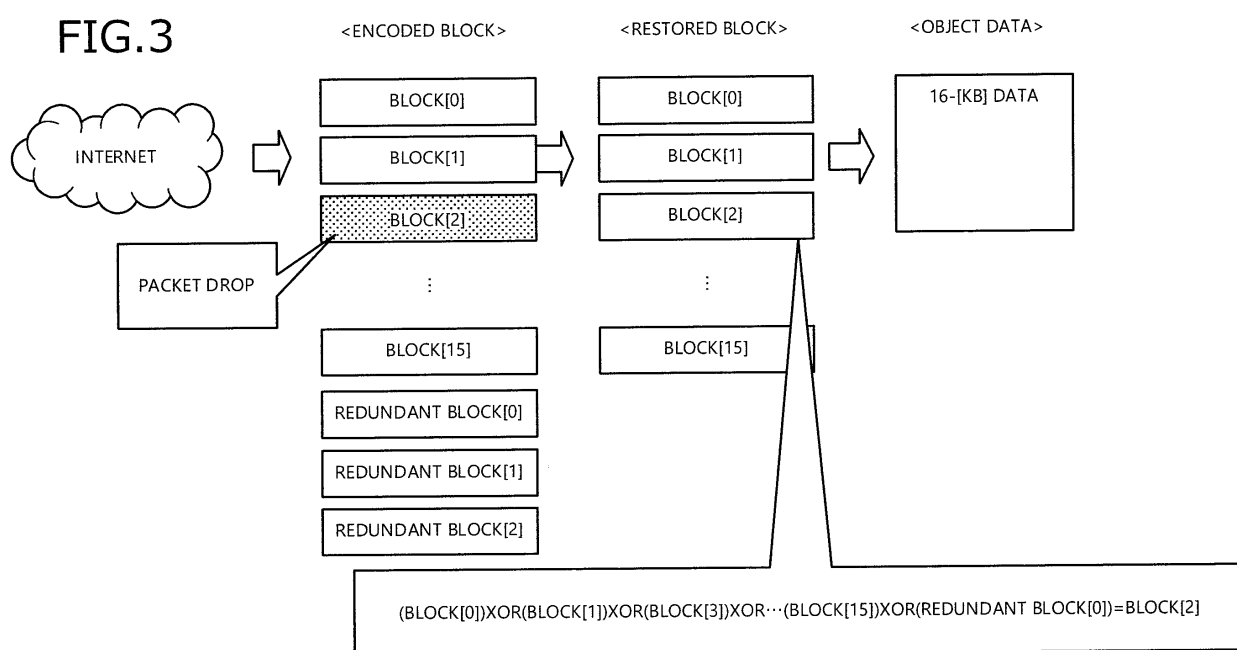 FIG.3
<ENCODED BLOCK>
<RESTORED BLOCK>
<OBJECT DATA>
INTERNET
PACKET DROP
BLOCK[0]
BLOCK[1]
BLOCK[2]
⋮
BLOCK[15]
REDUNDANT BLOCK[0]
REDUNDANT BLOCK[1]
REDUNDANT BLOCK[2]
BLOCK[0]
BLOCK[1]
BLOCK[2]
⋮
BLOCK[15]
16-[KB] DATA
(BLOCK[0])XOR(BLOCK[1])XOR(BLOCK[3])XOR⋯(BLOCK[15])XOR(REDUNDANT BLOCK[0])=BLOCK[2]